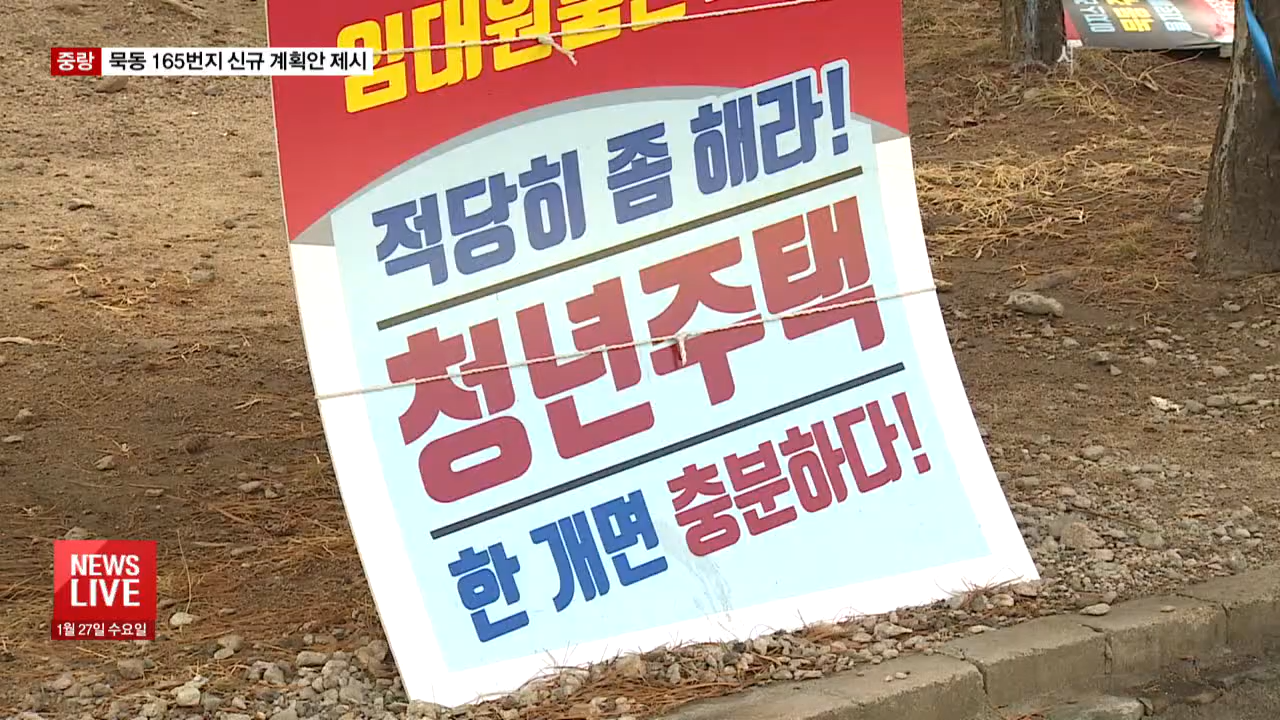 중랑 묵동 165번지 신규 계획안 제시
적당히 좀 해라!
청년주택
한 개면 충분하다!
NEWS
LIVE
1월 27일 수요일